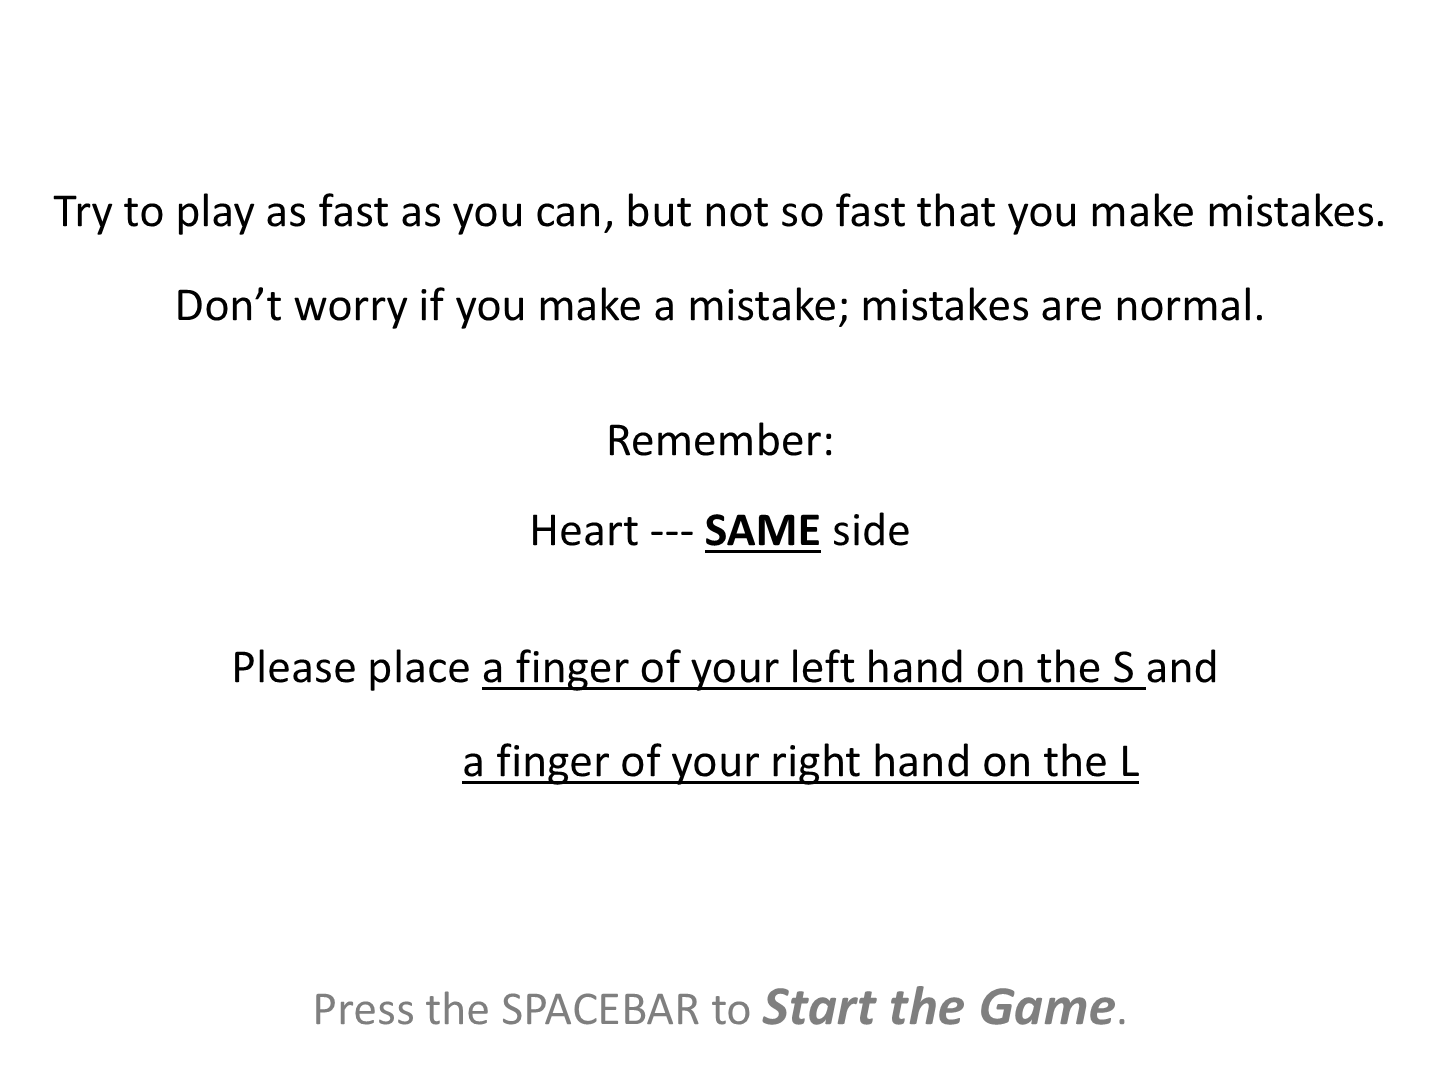 Try to play as fast as you can, but not so fast that you make mistakes.
Don’t worry if you make a mistake; mistakes are normal.
Remember:
Heart --- SAME side
Please place a finger of your left hand on the S and
a finger of your right hand on the L
Press the SPACEBAR to Start the Game.